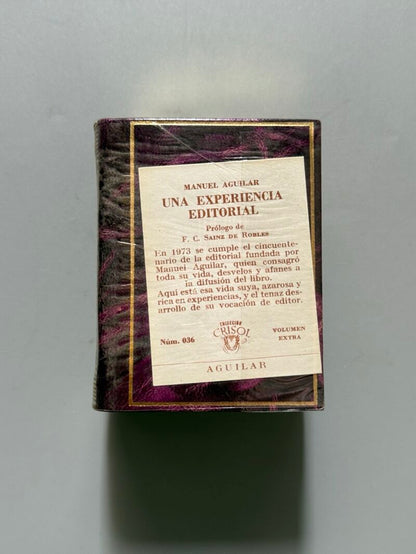 MANUEL AGUILAR
UNA EXPERIENCIA
EDITORIAL
Prólogo de
F. C. SAINZ DE ROBLES
En 1973 se cumple el cincuente-
nario de la editorial fundada por
Manuel Aguilar, quien consagró
toda su vida, desvelos y afanes a
la difusión del libro.
Aquí está esa vida suya, azarosa y
rica en experiencias, y el tenaz des-
arrollo de su vocación de editor.
COLECCIÓN
CRISOL
Núm. 036
VOLUMEN
EXTRA
AGUILAR